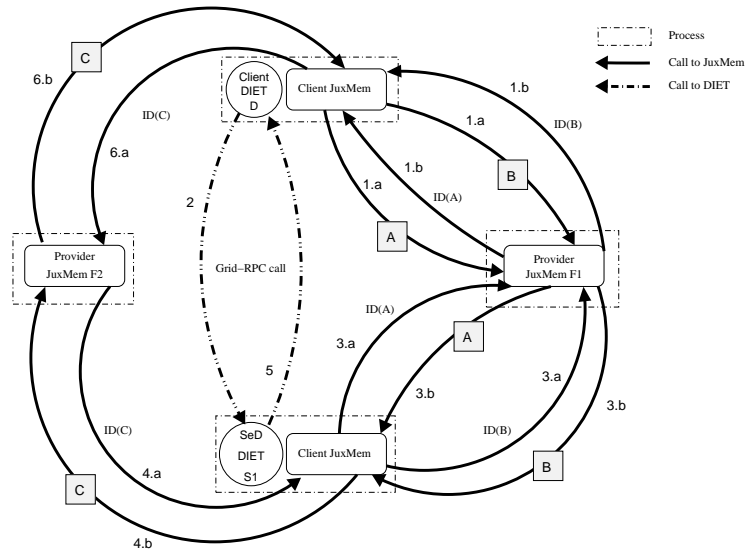 C
6.b
Client
DIET
D
Client JuxMem
Process
Call to JuxMem
Call to DIET
1.b
1.a
ID(B)
ID(C)
6.a
1.b
1.a
B
ID(A)
2
A
Provider
JuxMem F2
Grid−RPC call
Provider
JuxMem F1
ID(A)
3.a
A
5
3.b
3.a
3.b
ID(C)
SeD
DIET
S1
Client JuxMem
ID(B)
4.a
B
C
4.b